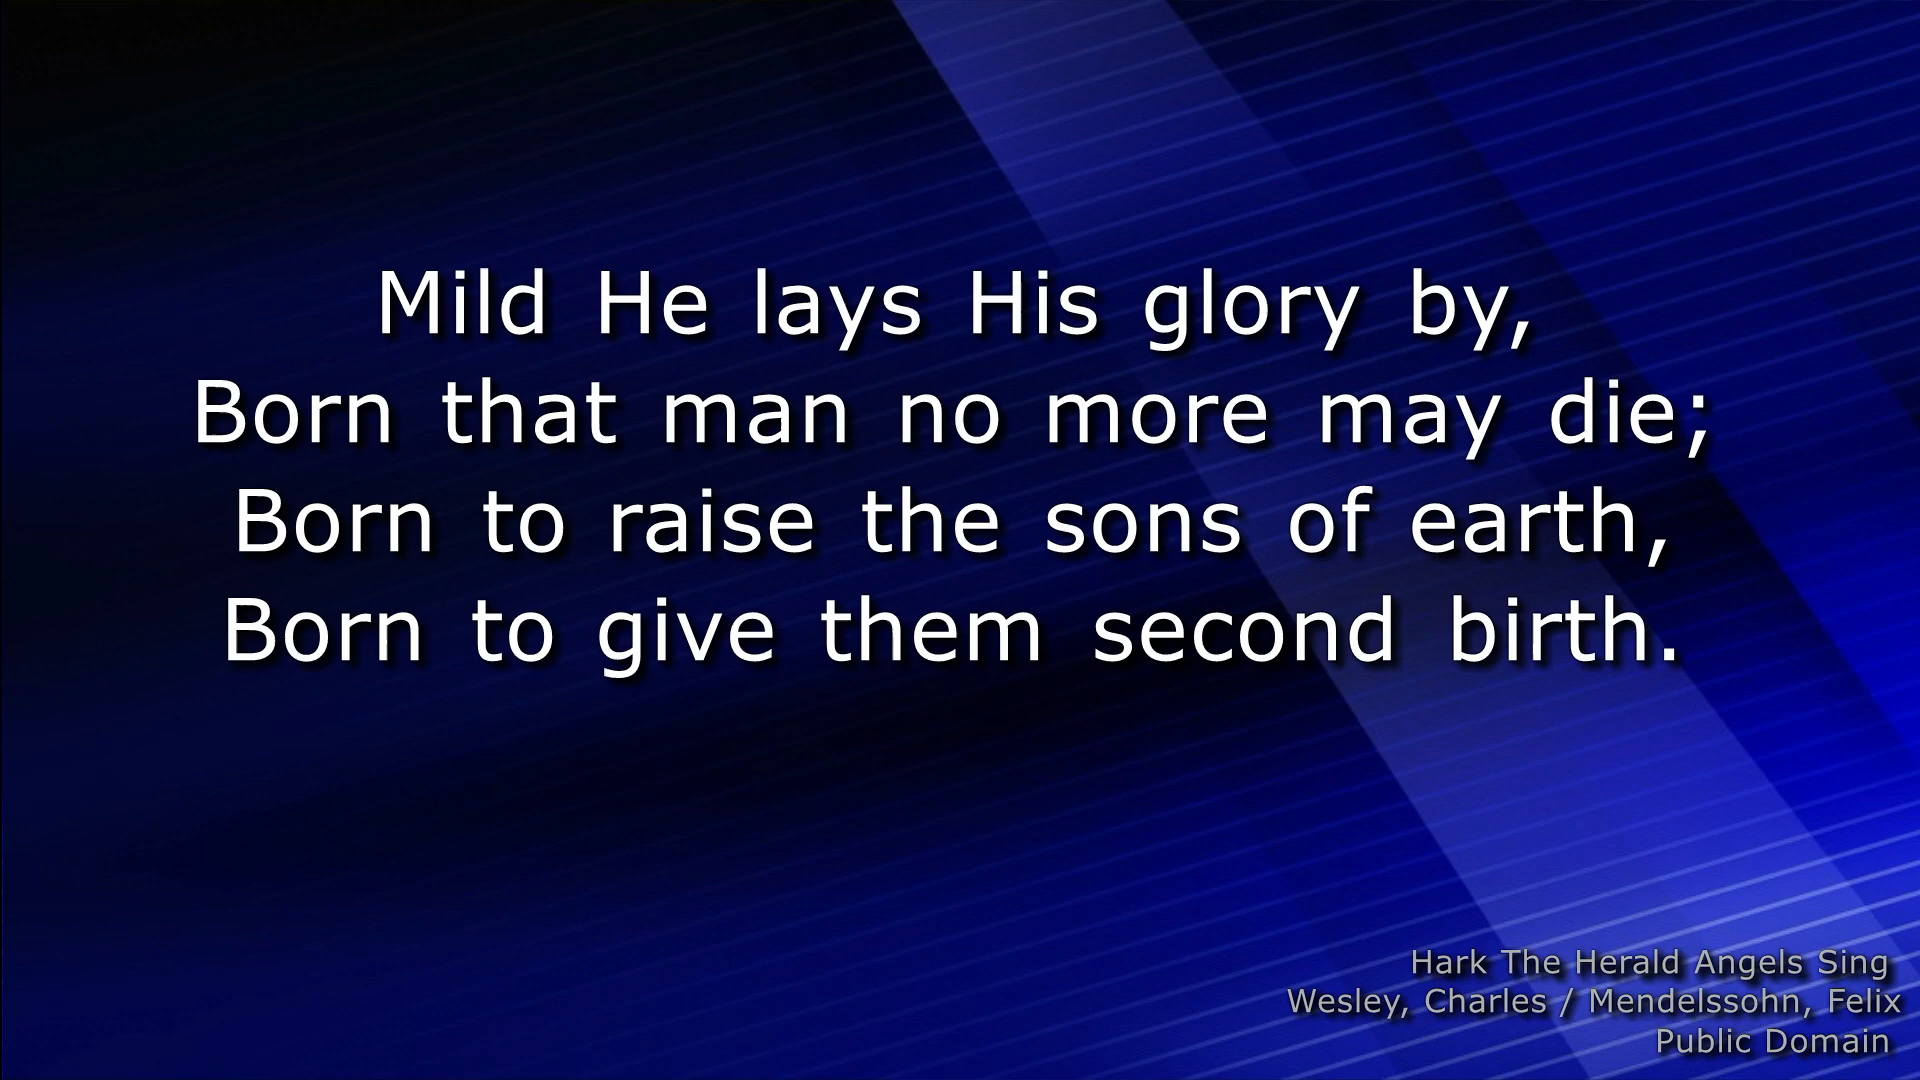 Mild He lays His glory by,
Born that man no more may die;
Born to raise the sons of earth,
Born to give them second birth.
Hark The Herald Angels Sing
Wesley, Charles / Mendelssohn, Felix
Public Domain